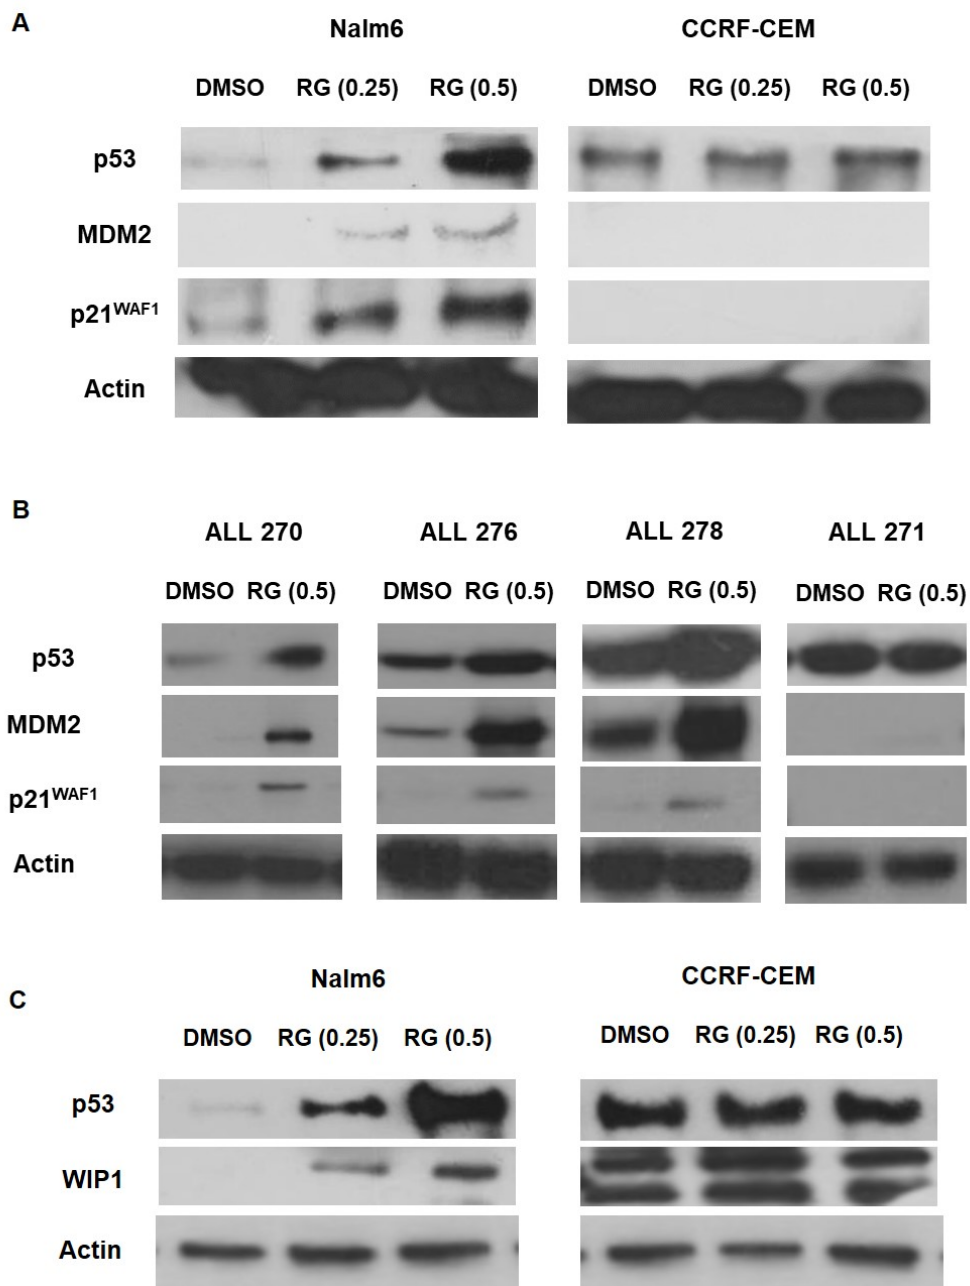 A
Nalm6 CCRF-CEM
DMSO RG (0.25) RG (0.5) DMSO RG (0.25) RG (0.5)
p53
MDM2
p21WAF1
Actin
B
ALL 270 ALL 276 ALL 278 ALL 271
DMSO RG (0.5) DMSO RG (0.5) DMSO RG (0.5) DMSO RG (0.5)
p53
MDM2
p21WAF1
Actin
C
Nalm6 CCRF-CEM
DMSO RG (0.25) RG (0.5) DMSO RG (0.25) RG (0.5)
p53
WIP1
Actin